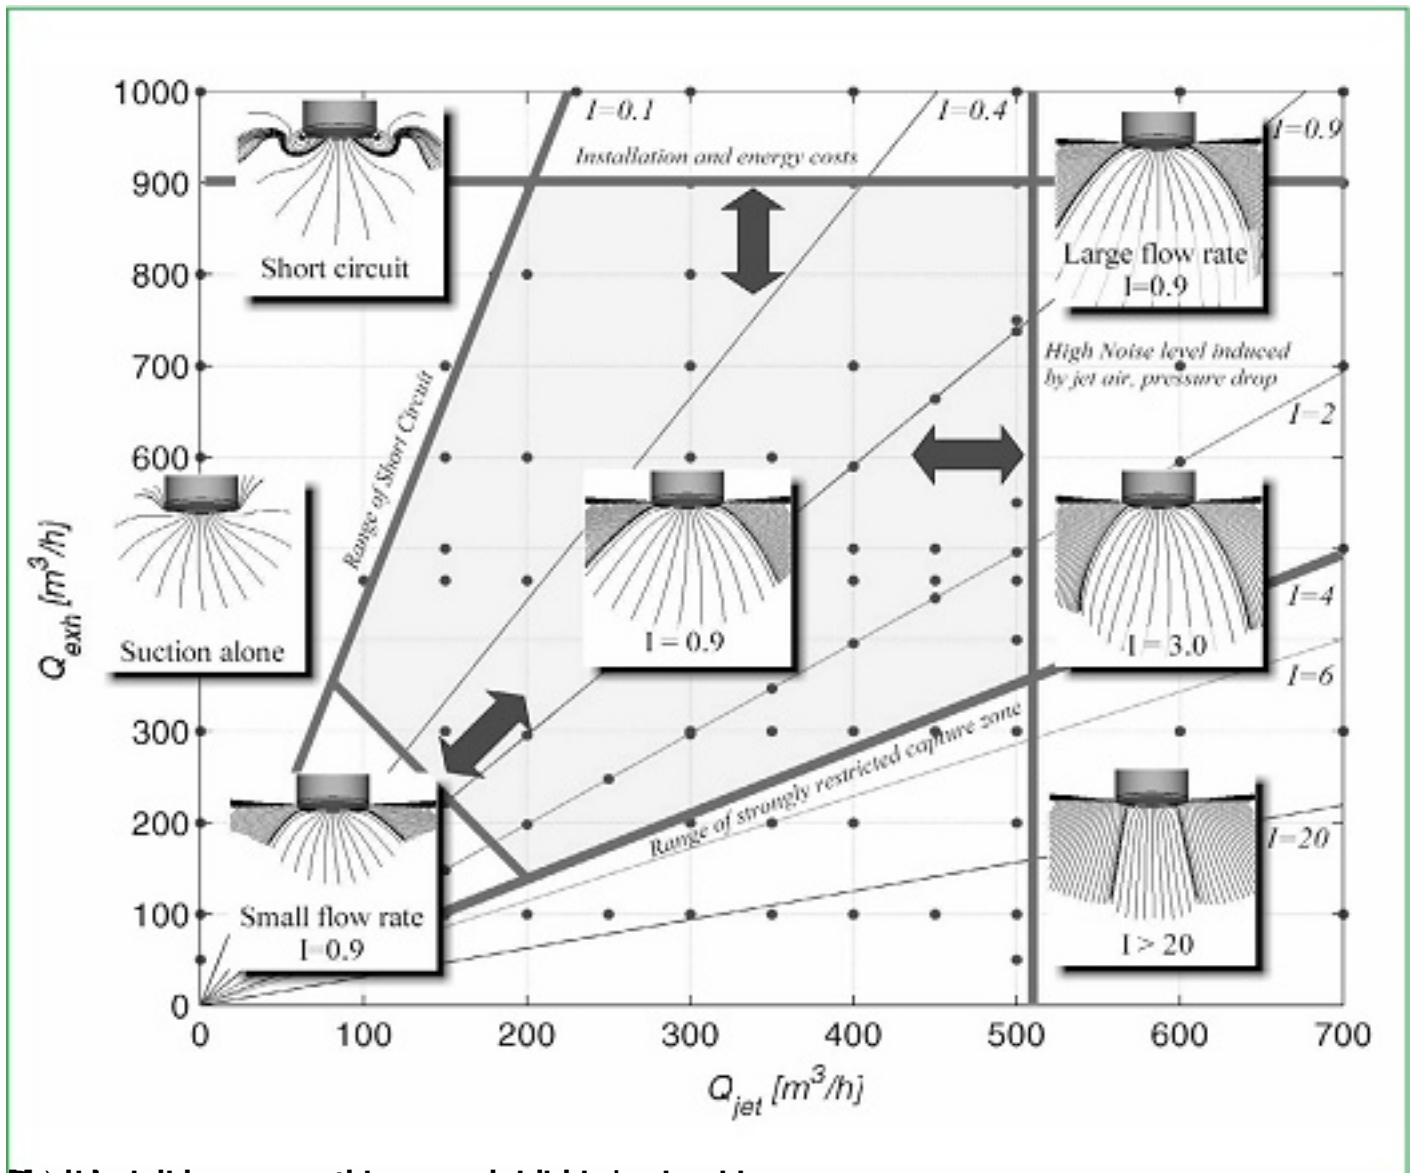 1000
900
800
700
600
300
200
100
0
Q_exh [m³/h]
0
100
200
300
400
500
600
700
Q_jet [m³/h]
I=0.1
I=0.4
I=0.9
Installation and energy costs
Short circuit
Large flow rate
I=0.9
High Noise level induced
by jet air, pressure drop
I=2
Range of Short Circuit
Suction alone
I = 0.9
I = 3.0
I=4
I=6
Range of strongly restricted capture zone
Small flow rate
I=0.9
I=20
I > 20